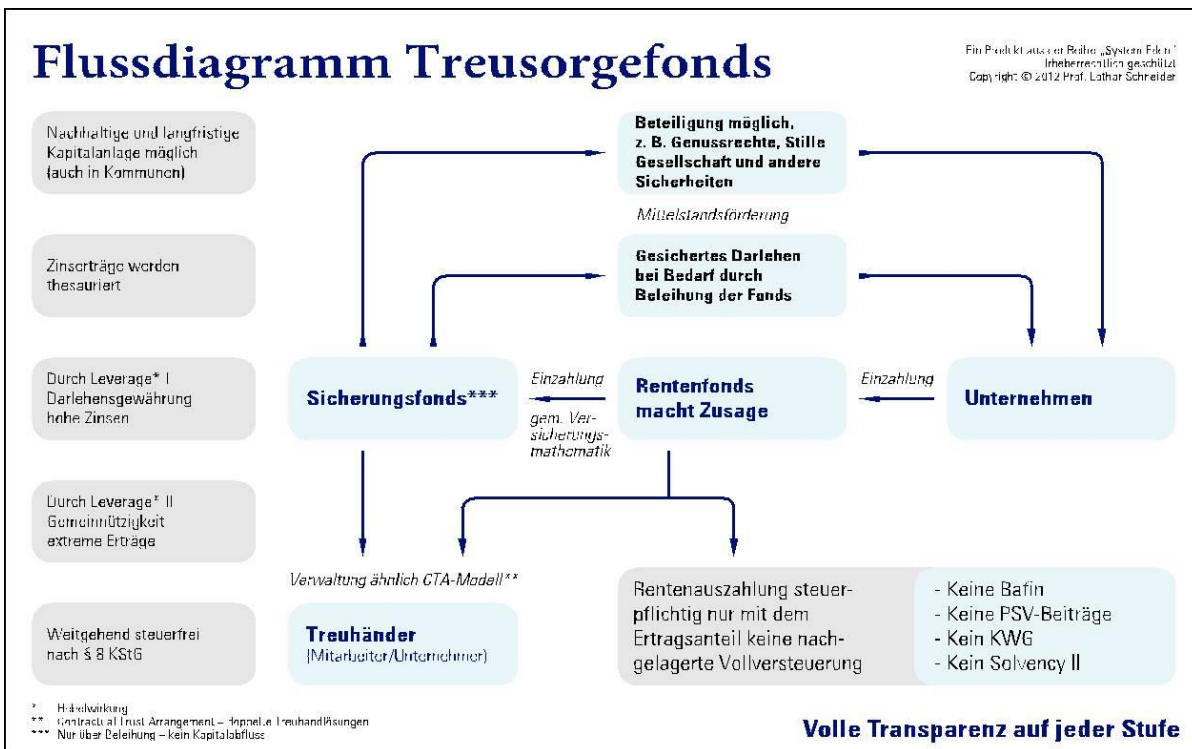 Flussdiagramm Treusorgefonds
Ein Produkt aus der Reihe „System Eden"
Urheberrechtlich geschützt
Copyright © 2012 Prof. Lothar Schneider
Nachhaltige und langfristige
Kapitalanlage möglich
(auch in Kommunen)
Beteiligung möglich,
z. B. Genussrechte, Stille
Gesellschaft und andere
Sicherheiten
Mittelstandsförderung
Zinserträge werden
thesauriert
Gesichertes Darlehen
bei Bedarf durch
Beleihung der Fonds
Durch Leverage* I
Darlehensgewährung
hohe Zinsen
Sicherungsfonds***
Einzahlung
gem. Ver-
sicherungs-
mathematik
Rentenfonds
macht Zusage
Einzahlung
Unternehmen
Durch Leverage* II
Gemeinnützigkeit
extreme Erträge
Verwaltung ähnlich CTA-Modell**
Weitgehend steuerfrei
nach § 8 KStG
Treuhänder
(Mitarbeiter/Unternehmer)
Rentenauszahlung steuer-
pflichtig nur mit dem
Ertragsanteil keine nach-
gelagerte Vollversteuerung
- Keine Bafin
- Keine PSV-Beiträge
- Kein KWG
- Kein Solvency II
* Hebelwirkung
** Contractual Trust Arrangement – doppelte Treuhandlösungen
*** Nur über Beleihung – kein Kapitalabfluss
Volle Transparenz auf jeder Stufe